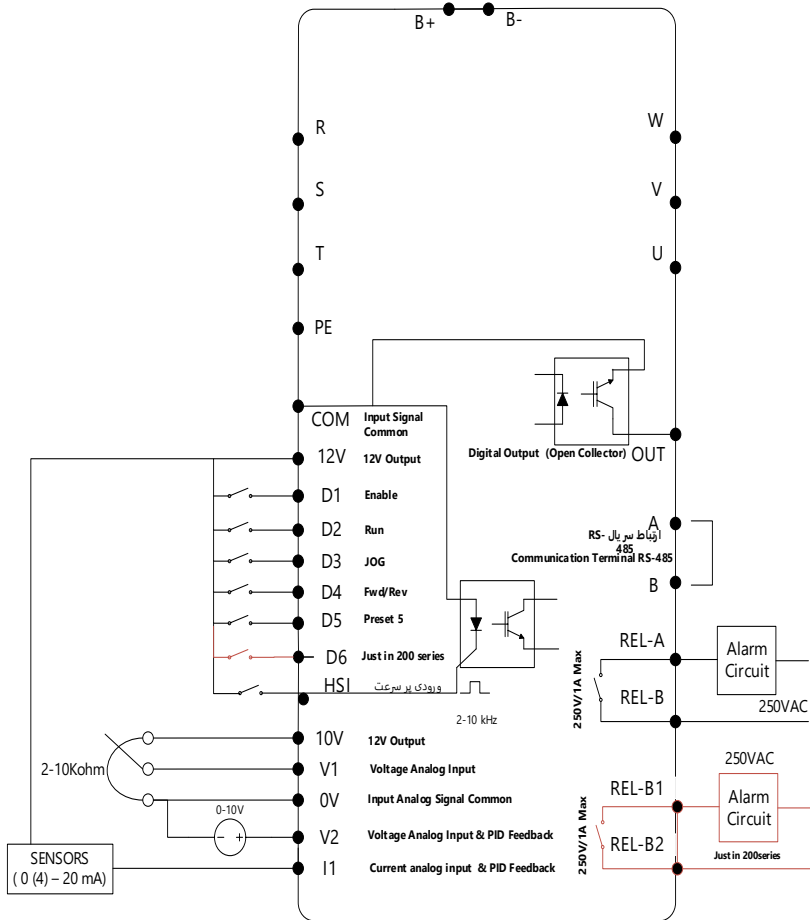 B+ B-
R
W
S
V
T
U
PE
COM Input Signal
Common
12V 12V Output
Digital Output (Open Collector) OUT
D1 Enable
D2 Run
D3 JOG
D4 Fwd/Rev
D5 Preset 5
D6 Just in 200 series
HSI ورودی پر سرعت
2-10 kHz
A
ارتباط سریال RS-
485
Communication Terminal RS-485
B
REL-A
REL-B
250V/1A Max
Alarm
Circuit
250VAC
10V 12V Output
2-10Kohm
V1 Voltage Analog Input
0V Input Analog Signal Common
0-10V
- +
V2 Voltage Analog Input & PID Feedback
SENSORS
( 0 (4) – 20 mA)
I1 Current analog input & PID Feedback
250VAC
REL-B1
REL-B2
250V/1A Max
Alarm
Circuit
Just in 200series